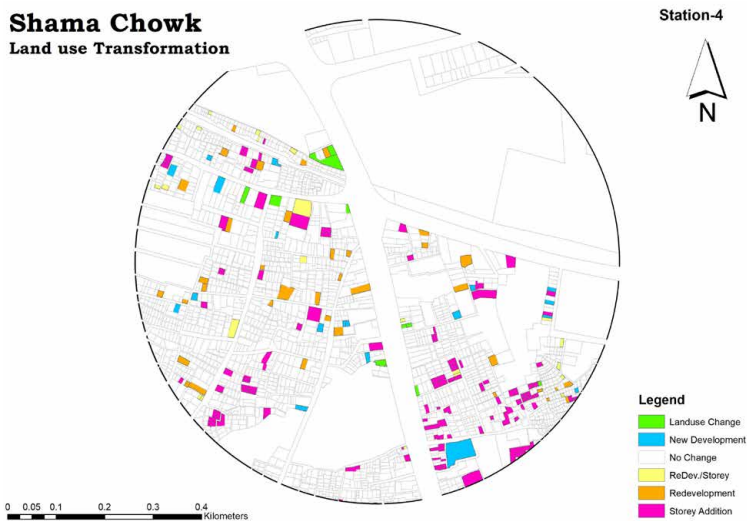 Shama Chowk
Land use Transformation
Station-4
N
Legend
Landuse Change
New Development
No Change
ReDev./Storey
Redevelopment
Storey Addition
0 0.05 0.1 0.2 0.3 0.4
Kilometers